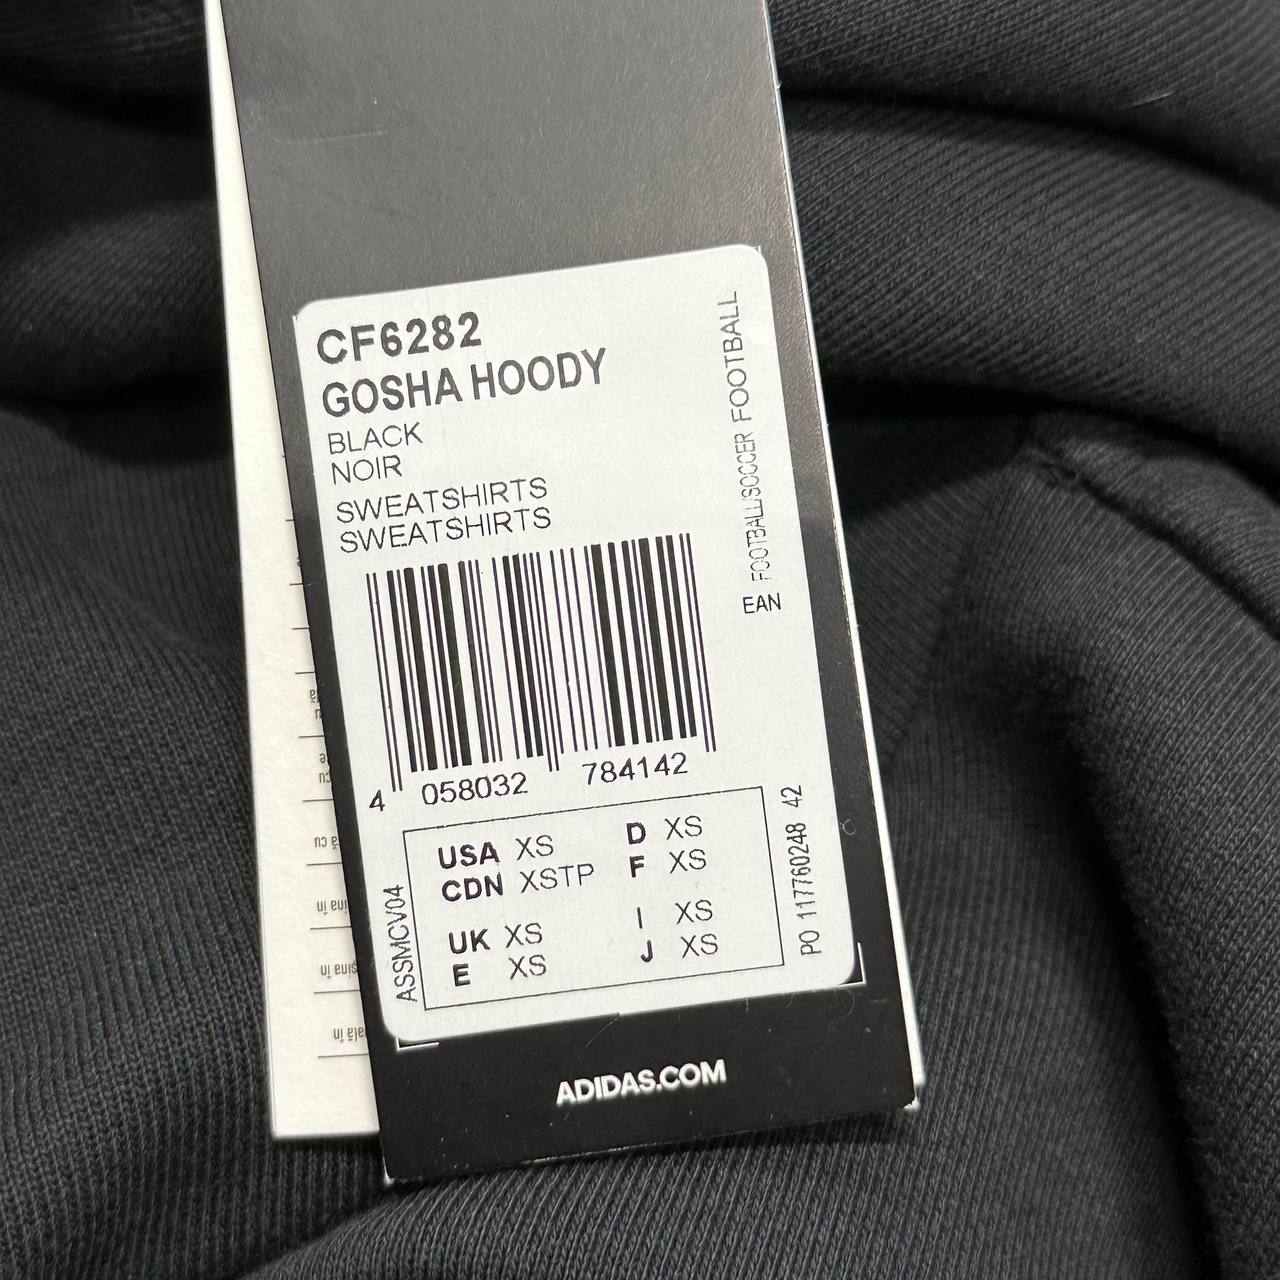 CF6282
GOSHA HOODY
BLACK
NOIR
SWEATSHIRTS
SWEATSHIRTS
FOOTBALL/SOCCER FOOTBALL
EAN
4 058032 784142
ASSMCV04
USA XS D XS
CDN XSTP F XS
UK XS I XS
E XS J XS
PO 117760248 42
ADIDAS.COM